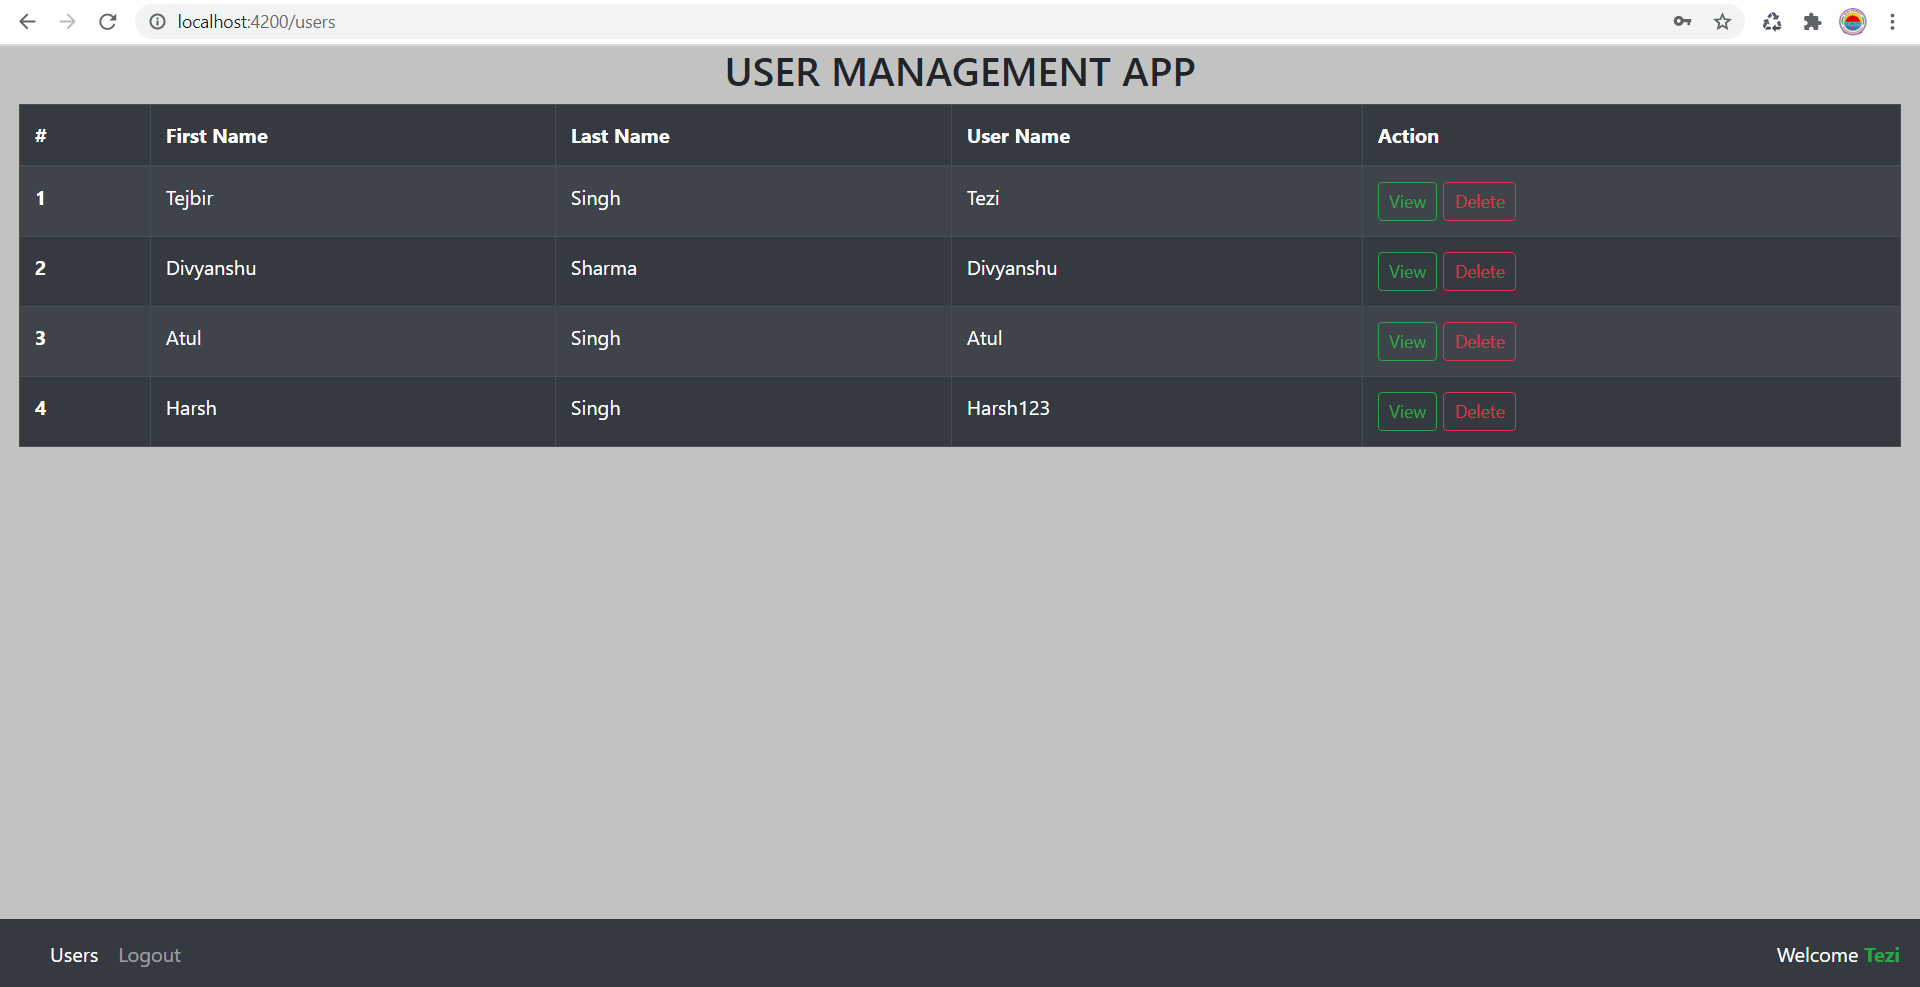 localhost:4200/users
USER MANAGEMENT APP
# First Name Last Name User Name Action
1 Tejbir Singh Tezi View Delete
2 Divyanshu Sharma Divyanshu View Delete
3 Atul Singh Atul View Delete
4 Harsh Singh Harsh123 View Delete
Users Logout Welcome Tezi